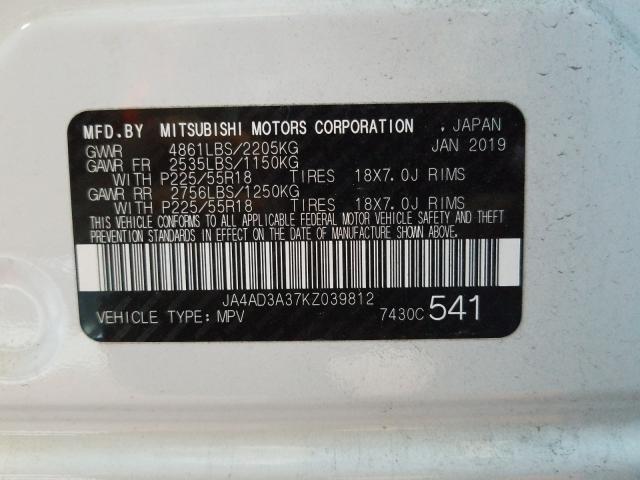 MFD.BY MITSUBISHI MOTORS CORPORATION , JAPAN
GVWR 4861LBS/2205KG JAN 2019
GAWR FR 2535LBS/1150KG
WITH P225/55R18 TIRES 18X7.0J RIMS
GAWR RR 2756LBS/1250KG
WITH P225/55R18 TIRES 18X7.0J RIMS
THIS VEHICLE CONFORMS TO ALL APPLICABLE FEDERAL MOTOR VEHICLE SAFETY AND THEFT
PREVENTION STANDARDS IN EFFECT ON THE DATE OF MANUFACTURE SHOWN ABOVE.
JA4AD3A37KZ039812
VEHICLE TYPE: MPV 7430C 541